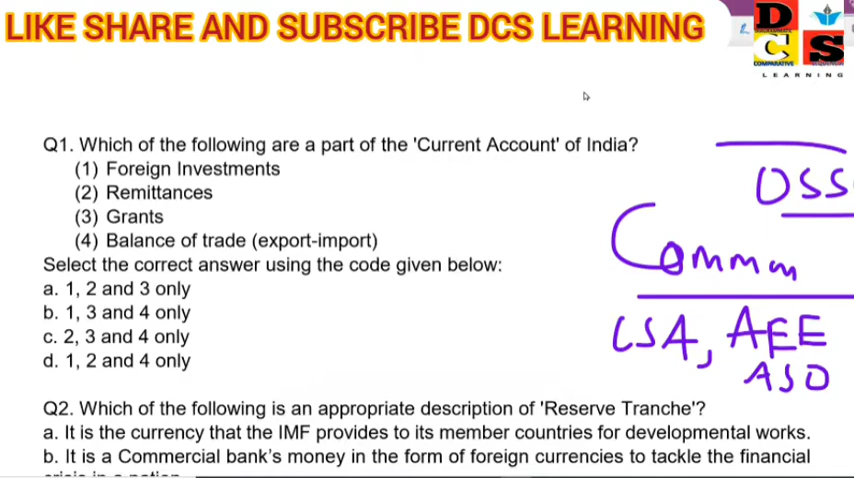 LIKE SHARE AND SUBSCRIBE DCS LEARNING
D
C S
COMPARATIVE
LEARNING
Q1. Which of the following are a part of the 'Current Account' of India?
(1) Foreign Investments
(2) Remittances
(3) Grants
(4) Balance of trade (export-import)
Select the correct answer using the code given below:
a. 1, 2 and 3 only
b. 1, 3 and 4 only
c. 2, 3 and 4 only
d. 1, 2 and 4 only
OSS
Common
CSA, AEE
ASO
Q2. Which of the following is an appropriate description of 'Reserve Tranche'?
a. It is the currency that the IMF provides to its member countries for developmental works.
b. It is a Commercial bank's money in the form of foreign currencies to tackle the financial